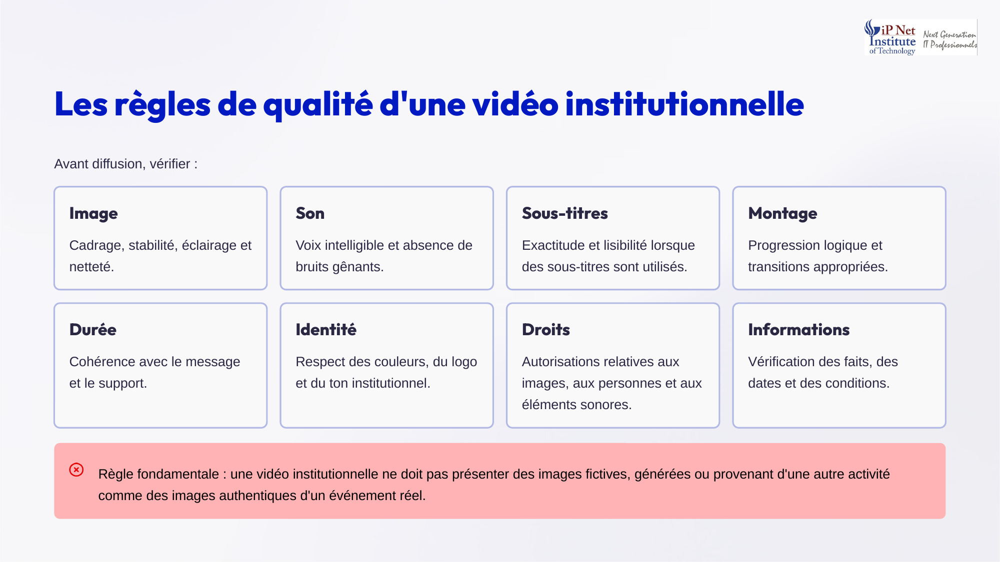 iP Net
Institute
of Technology
Next Generation
IT Professionnels
Les règles de qualité d'une vidéo institutionnelle
Avant diffusion, vérifier :
Image
Cadrage, stabilité, éclairage et
netteté.
Son
Voix intelligible et absence de
bruits gênants.
Sous-titres
Exactitude et lisibilité lorsque
des sous-titres sont utilisés.
Montage
Progression logique et
transitions appropriées.
Durée
Cohérence avec le message
et le support.
Identité
Respect des couleurs, du logo
et du ton institutionnel.
Droits
Autorisations relatives aux
images, aux personnes et aux
éléments sonores.
Informations
Vérification des faits, des
dates et des conditions.
Règle fondamentale : une vidéo institutionnelle ne doit pas présenter des images fictives, générées ou provenant d'une autre activité
comme des images authentiques d'un événement réel.